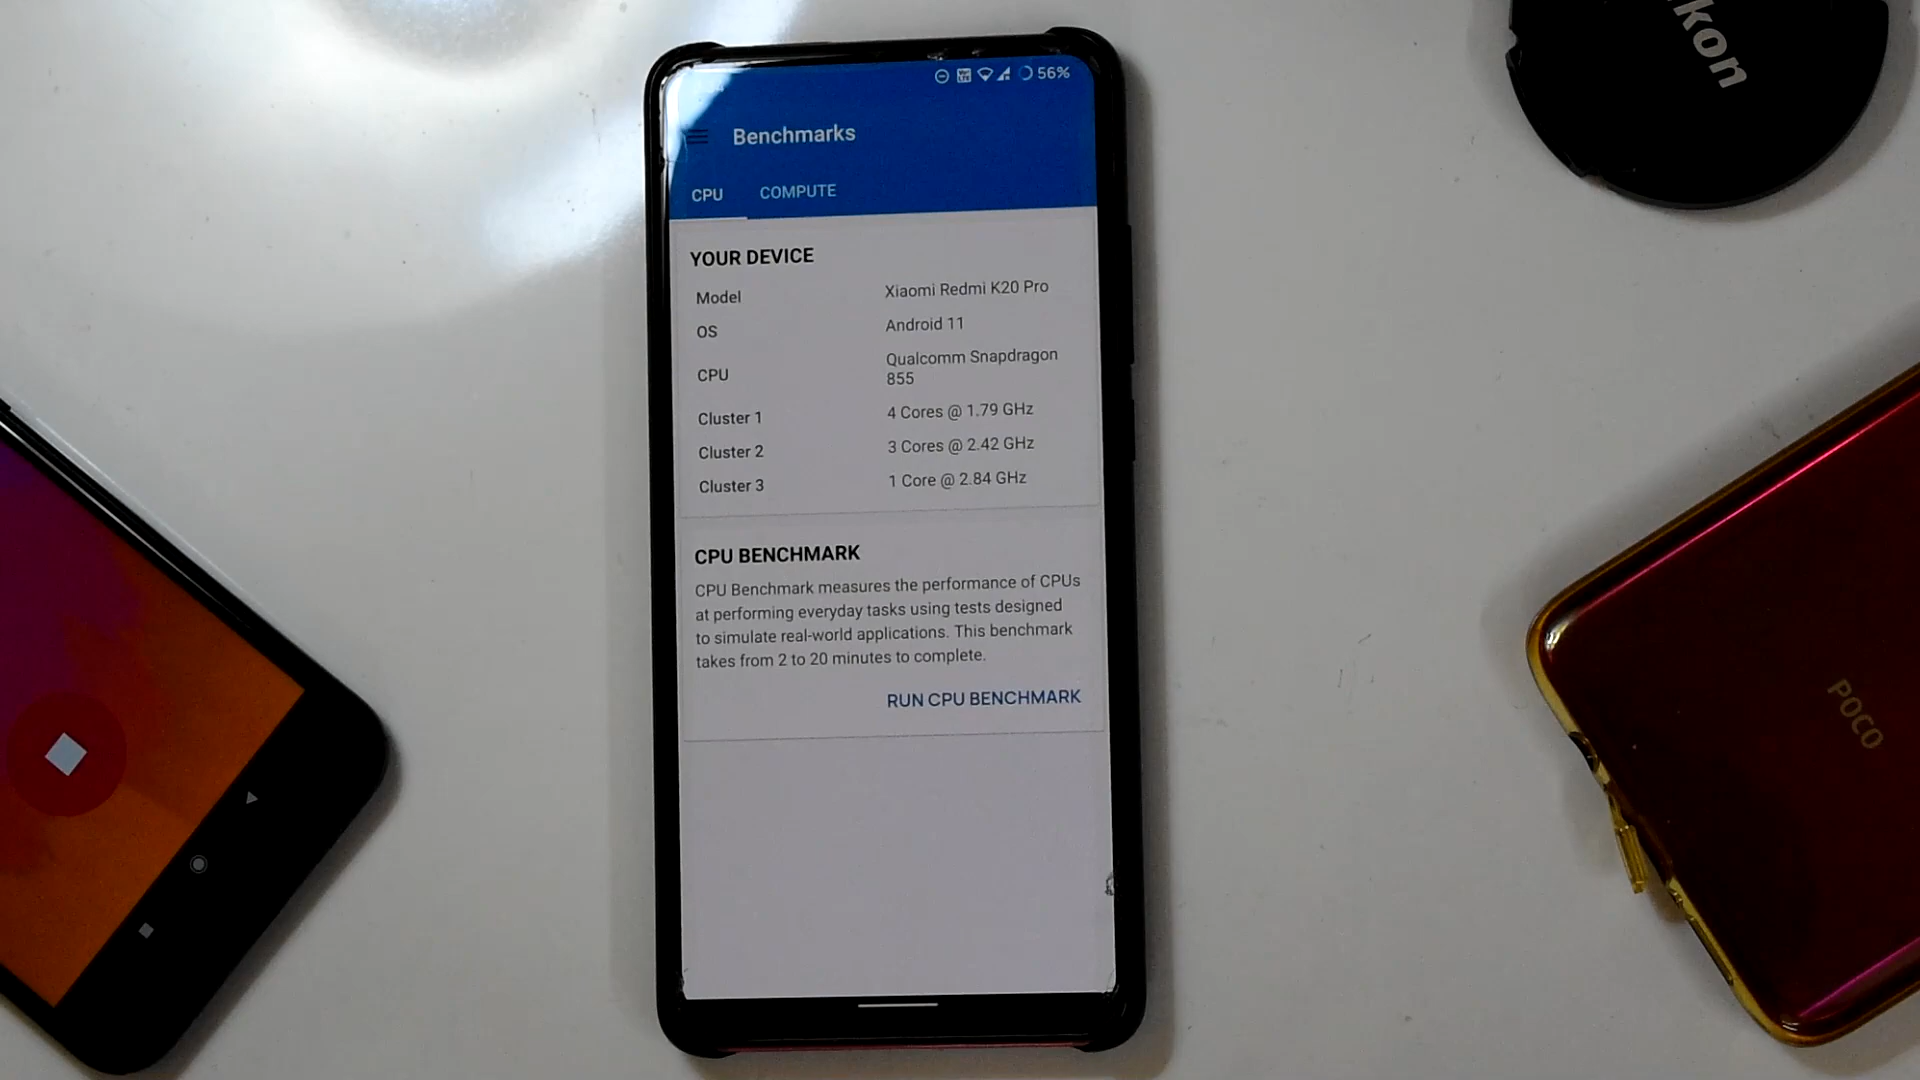 56%
Benchmarks
CPU COMPUTE
YOUR DEVICE
Model Xiaomi Redmi K20 Pro
OS Android 11
CPU Qualcomm Snapdragon
855
Cluster 1 4 Cores @ 1.79 GHz
Cluster 2 3 Cores @ 2.42 GHz
Cluster 3 1 Core @ 2.84 GHz
CPU BENCHMARK
CPU Benchmark measures the performance of CPUs
at performing everyday tasks using tests designed
to simulate real-world applications. This benchmark
takes from 2 to 20 minutes to complete.
RUN CPU BENCHMARK
kon
POCO